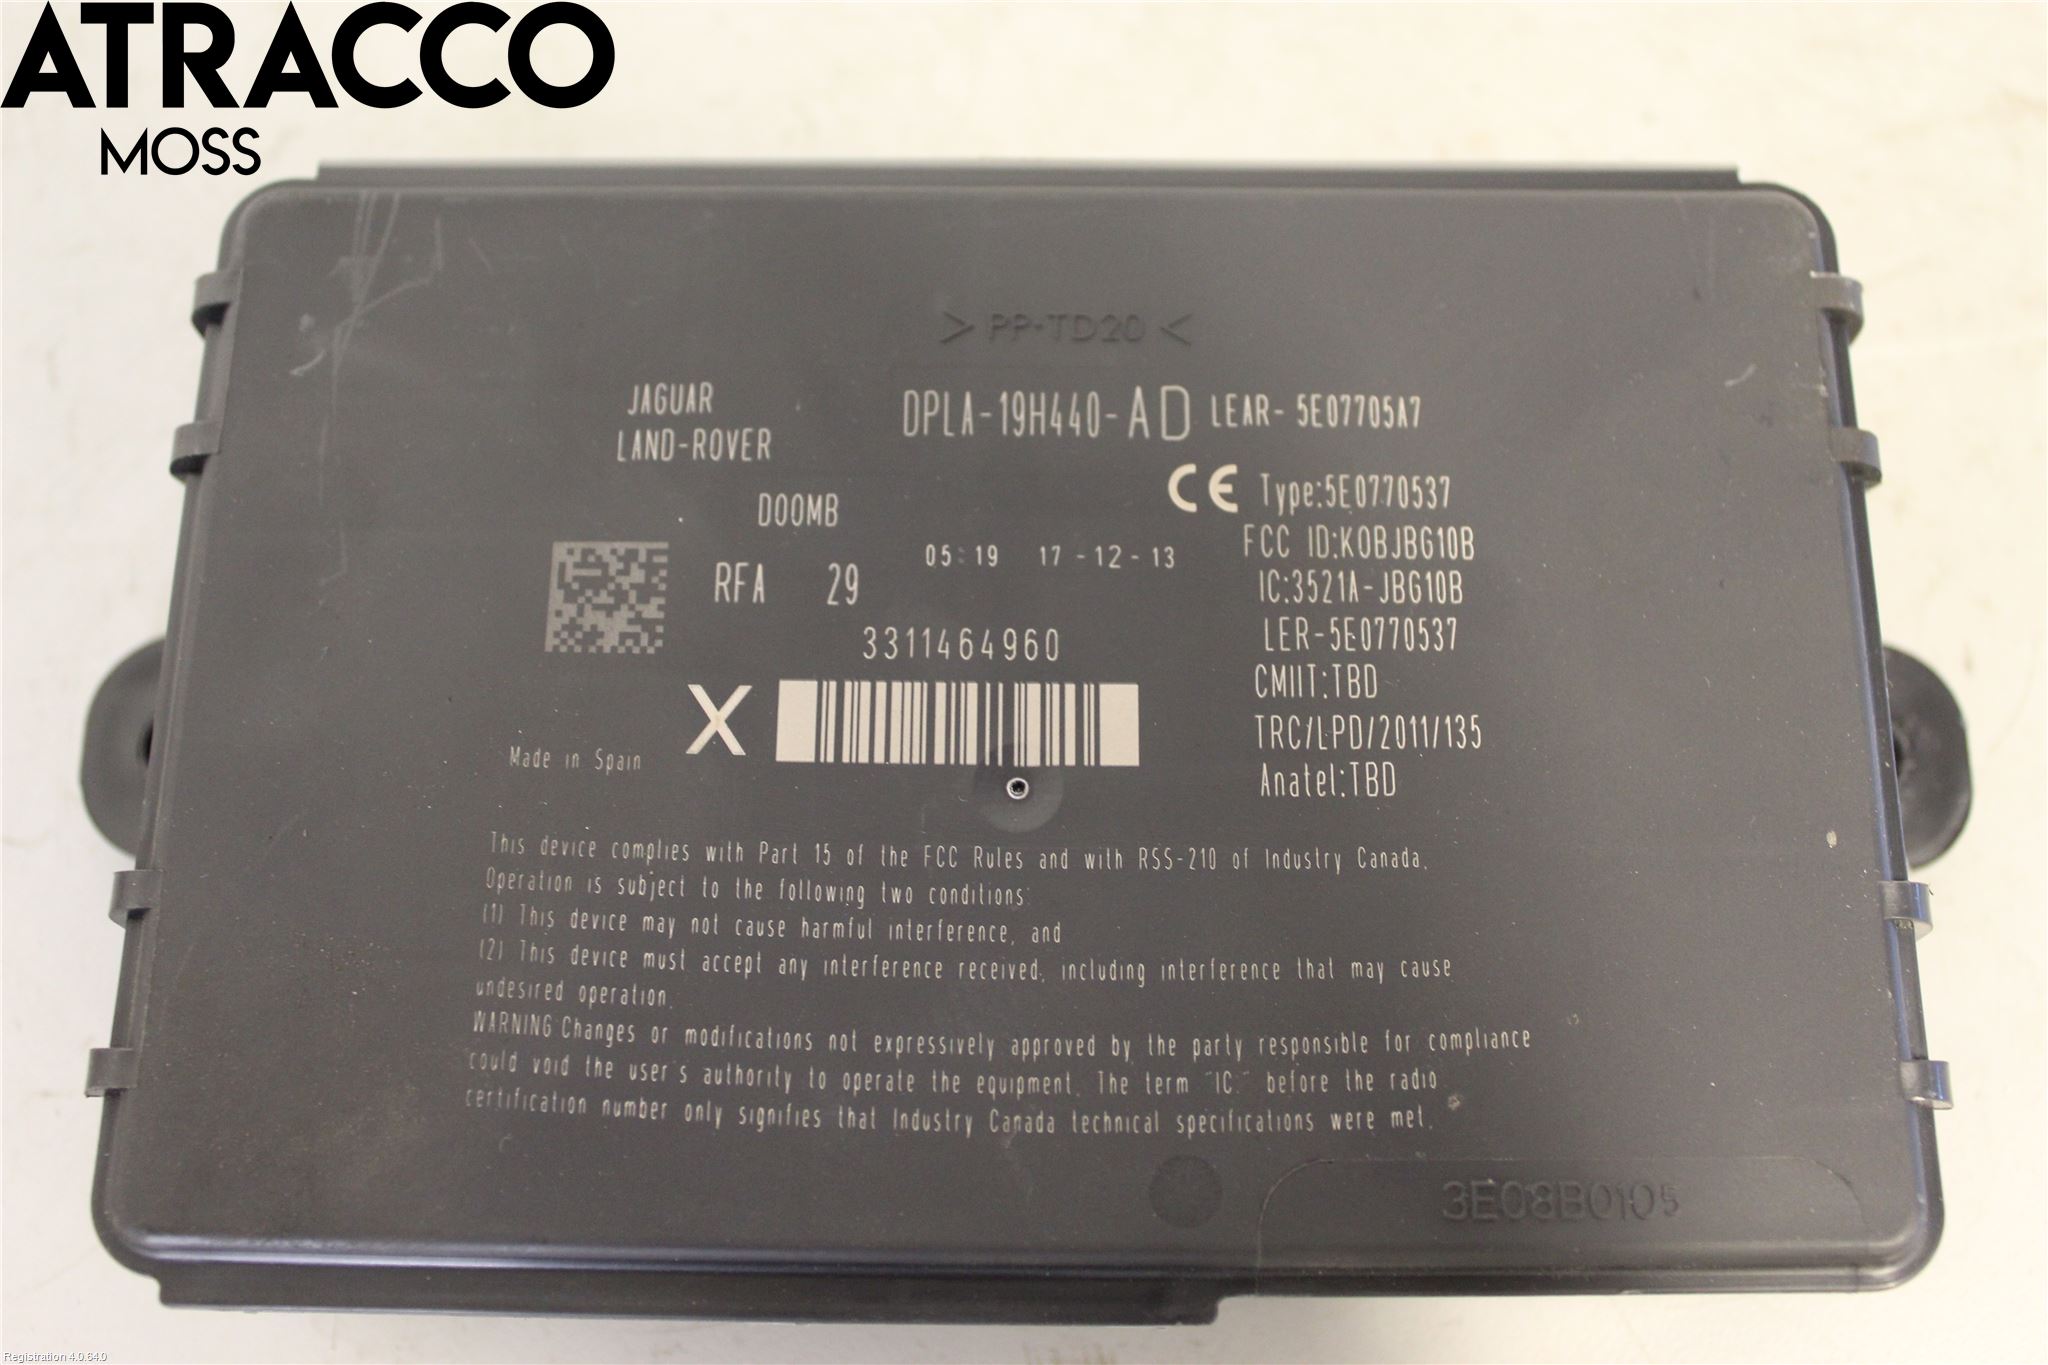 ATRACCO
MOSS
> PP-TD20 <
JAGUAR
LAND-ROVER
DPLA-19H440-AD LEAR- 5E07705A7
CE Type:5E0770537
D00MB
FCC ID:KOBJBG10B
05:19 17-12-13
RFA 29
IC:3521A-JBG10B
3311464960
LER-5E0770537
CMIIT:TBD
X
TRC/LPD/2011/135
Made in Spain
Anatel:TBD
This device complies with Part 15 of the FCC Rules and with RSS-210 of Industry Canada.
Operation is subject to the following two conditions:
(1) This device may not cause harmful interference, and
(2) This device must accept any interference received, including interference that may cause
undesired operation.
WARNING:Changes or modifications not expressively approved by the party responsible for compliance
could void the user's authority to operate the equipment. The term "IC:" before the radio
certification number only signifies that Industry Canada technical specifications were met.
3E08B0105
Registration 4.0.64.0